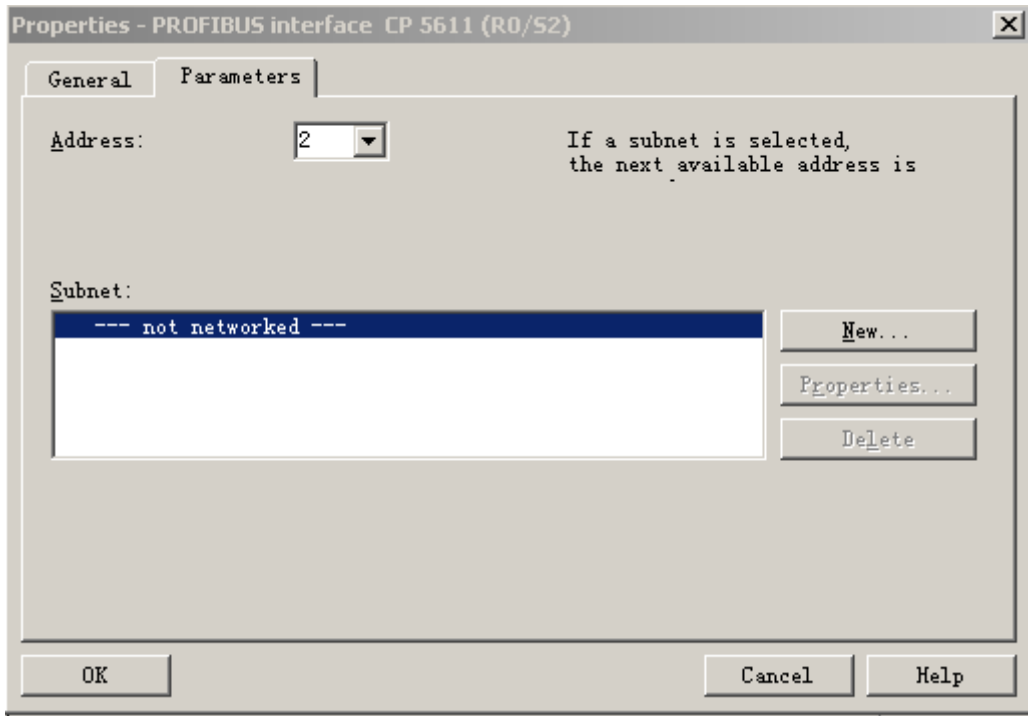 Properties - PROFIBUS interface CP 5611 (R0/S2)
General
Parameters
Address:
2
If a subnet is selected,
the next available address is
Subnet:
--- not networked ---
New...
Properties...
Delete
OK
Cancel
Help